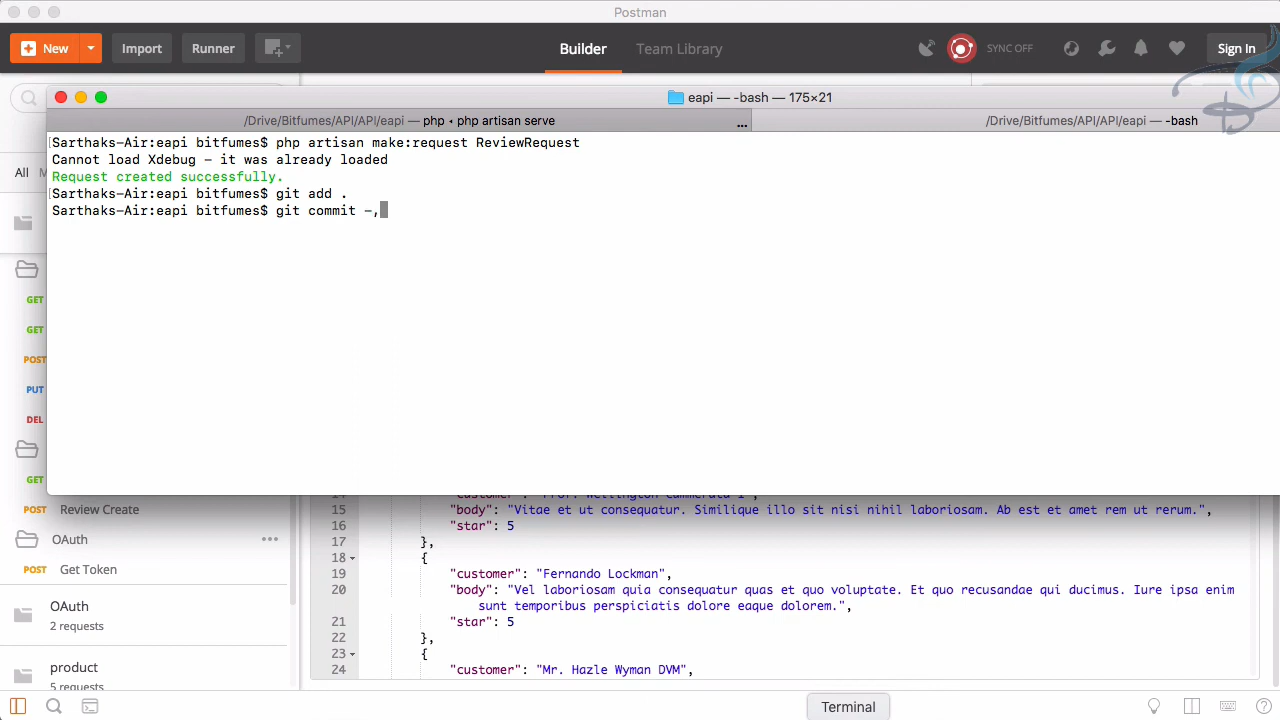 Postman
New
Import
Runner
Builder
Team Library
SYNC OFF
Sign In
eapi — -bash — 175×21
/Drive/Bitfumes/API/API/eapi — php ◂ php artisan serve
...
/Drive/Bitfumes/API/API/eapi — -bash
Sarthaks-Air:eapi bitfumes$ php artisan make:request ReviewRequest
Cannot load Xdebug - it was already loaded
Request created successfully.
Sarthaks-Air:eapi bitfumes$ git add .
Sarthaks-Air:eapi bitfumes$ git commit -,
All
GET
GET
POST
PUT
DEL
GET
POST Review Create
OAuth
POST Get Token
OAuth
2 requests
product
5 requests
15 "body": "Vitae et ut consequatur. Similique illo sit nisi nihil laboriosam. Ab est et amet rem ut rerum.",
16 "star": 5
17 },
18 {
19 "customer": "Fernando Lockman",
20 "body": "Vel laboriosam quia consequatur quas et quo voluptate. Et quo recusandae qui ducimus. Iure ipsa enim
sunt temporibus perspiciatis dolore eaque dolorem.",
21 "star": 5
22 },
23 {
24 "customer": "Mr. Hazle Wyman DVM",
Terminal